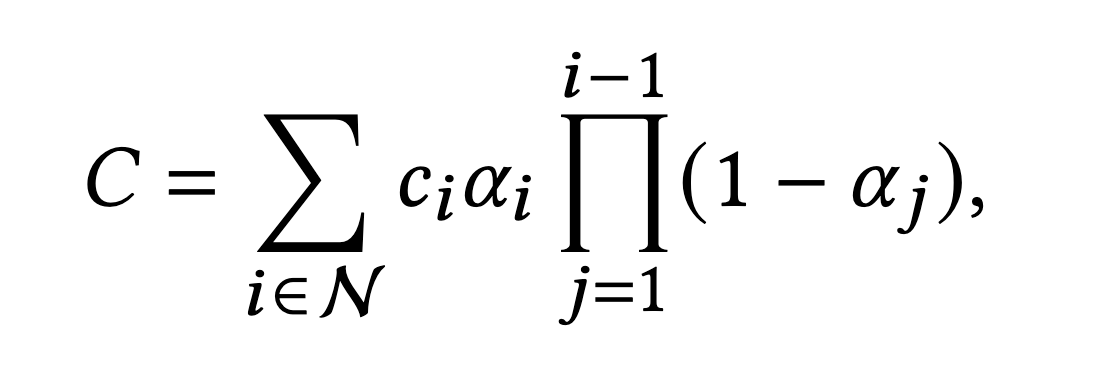 C = \sum_{i \in \mathcal{N}} c_i \alpha_i \prod_{j=1}^{i-1} (1 - \alpha_j),